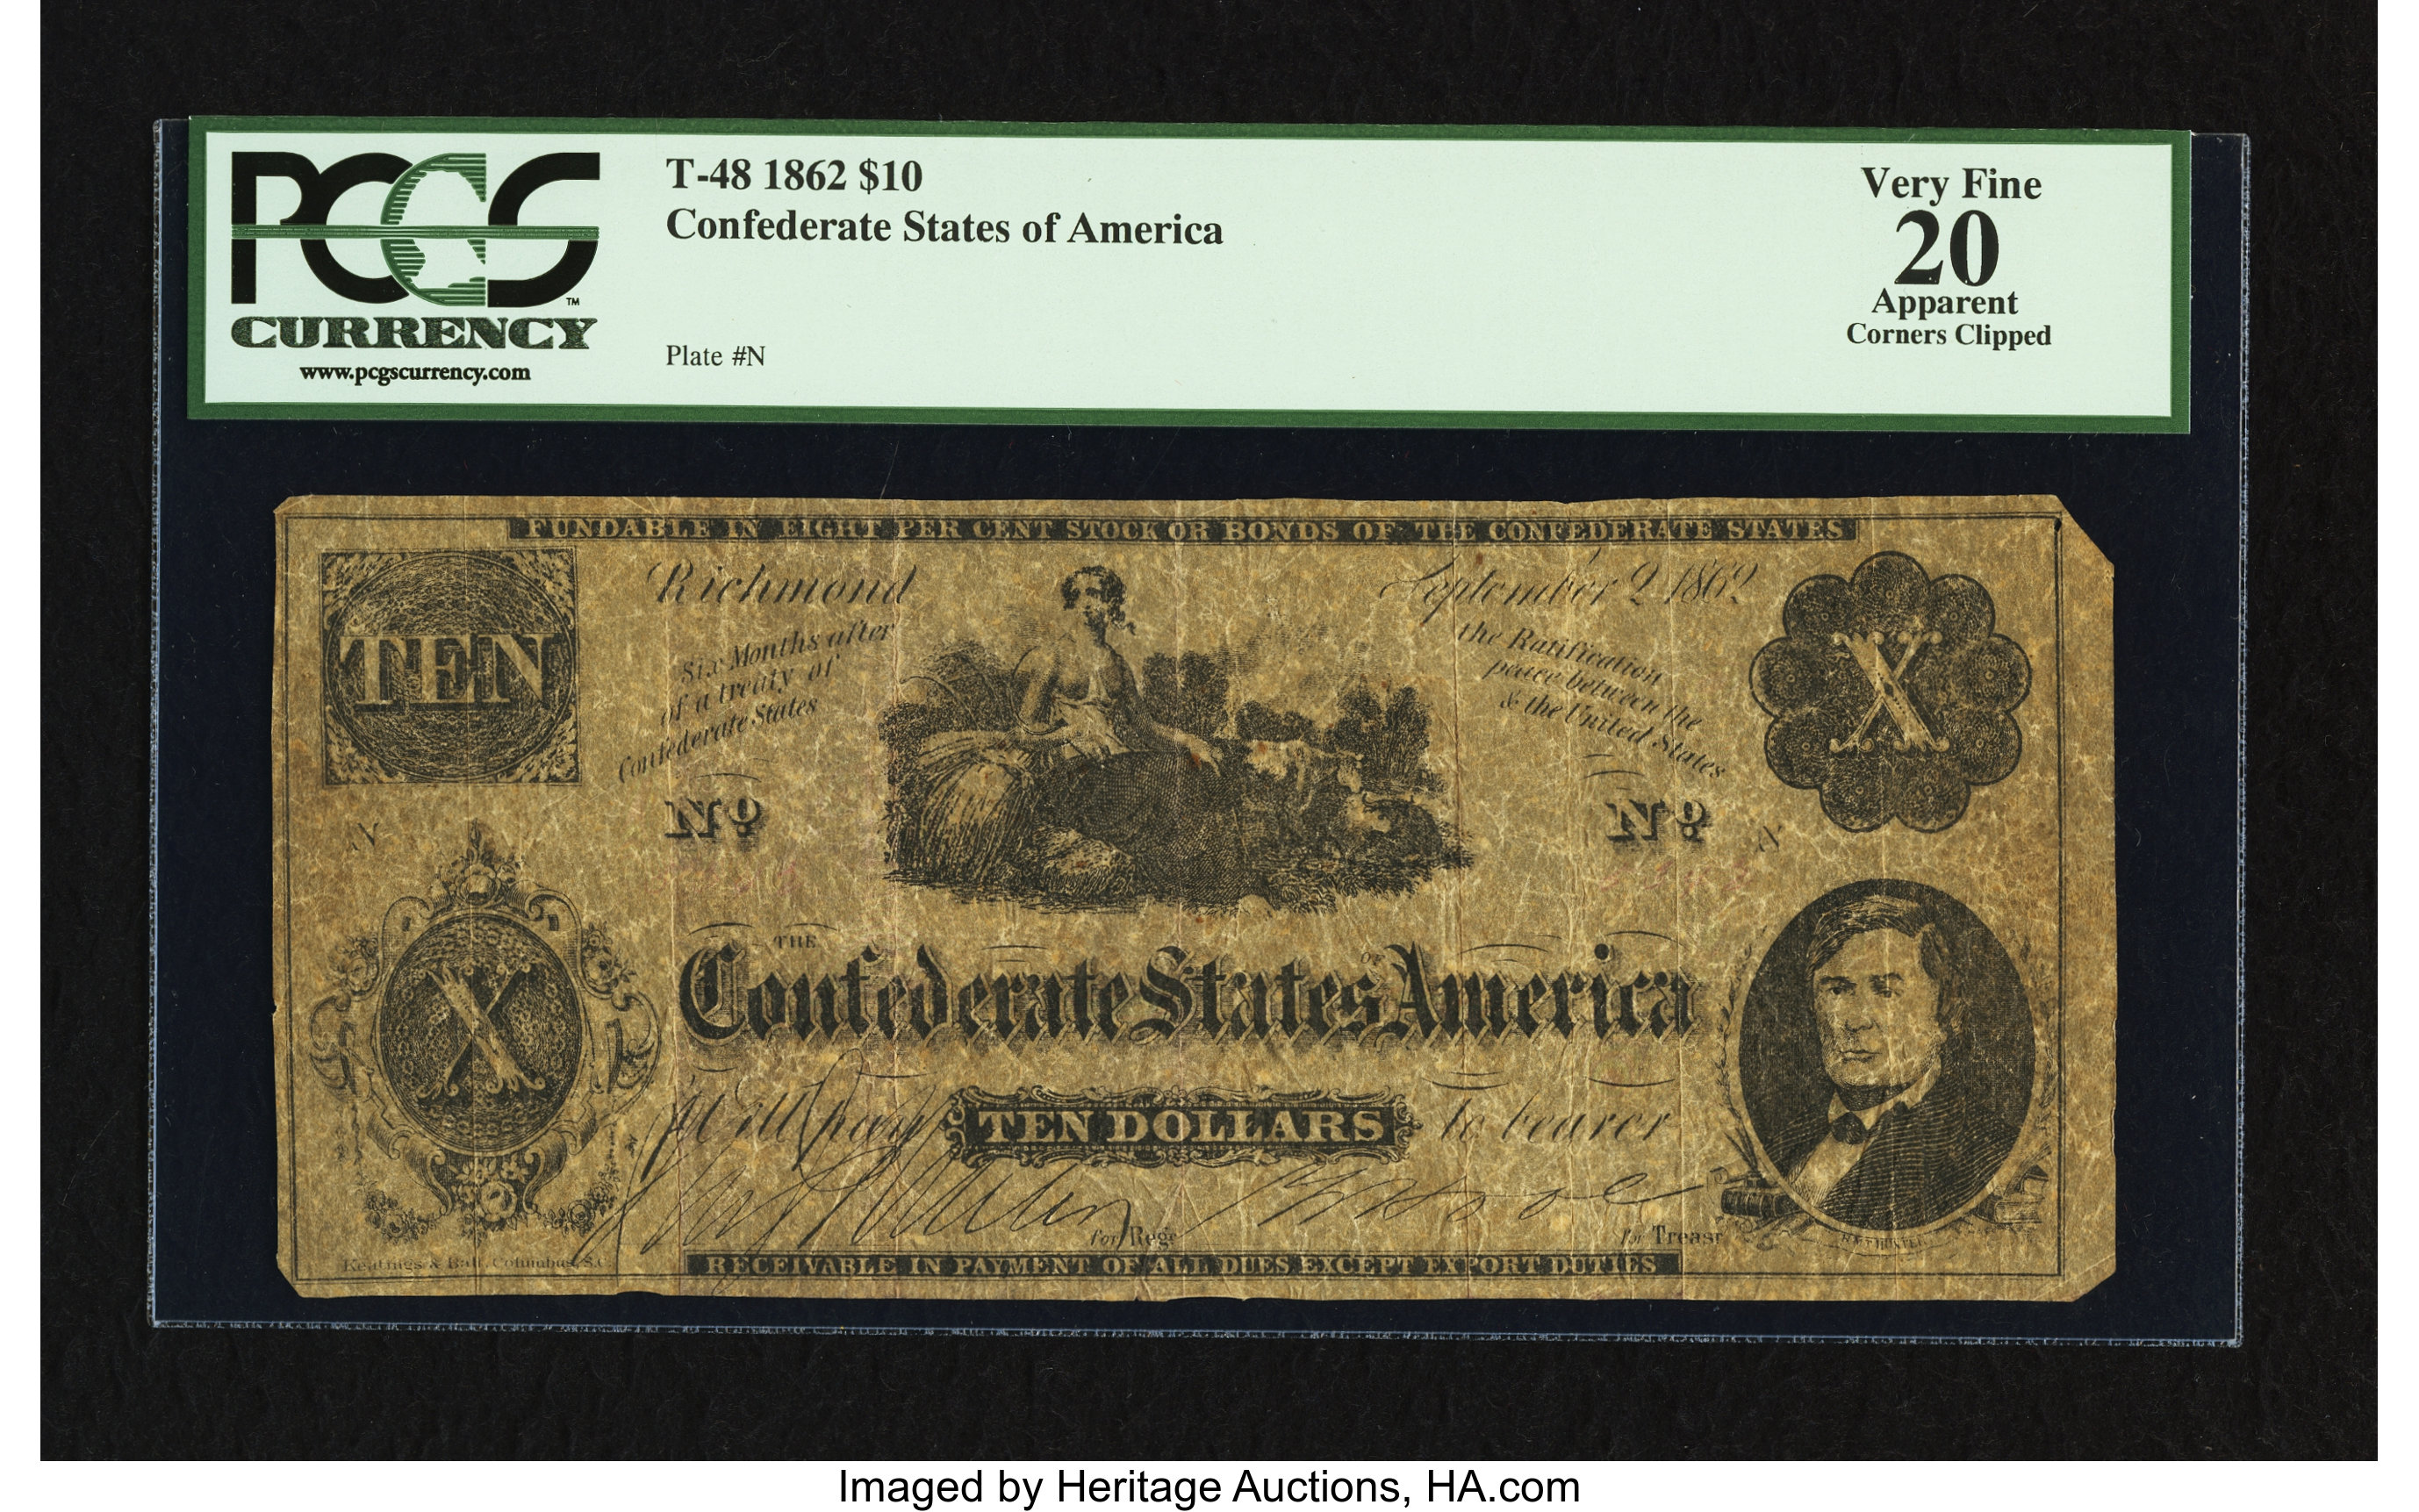 PCGS
CURRENCY
www.pcgscurrency.com
T-48 1862 $10
Confederate States of America
Plate #N
Very Fine
20
Apparent
Corners Clipped
FUNDABLE IN EIGHT PER CENT STOCK OR BONDS OF THE CONFEDERATE STATES
TEN
Richmond
September 2 1862
Six Months after
of a treaty of
Confederate States
the Ratification
peace between the
& the United States
X
No
No
N
N
X
THE
Confederate States OF America
Will pay TEN DOLLARS to bearer
for Regr
for Treasr
Keatinge & Ball, Columbus, S.C.
RECEIVABLE IN PAYMENT OF ALL DUES EXCEPT EXPORT DUTIES
Imaged by Heritage Auctions, HA.com